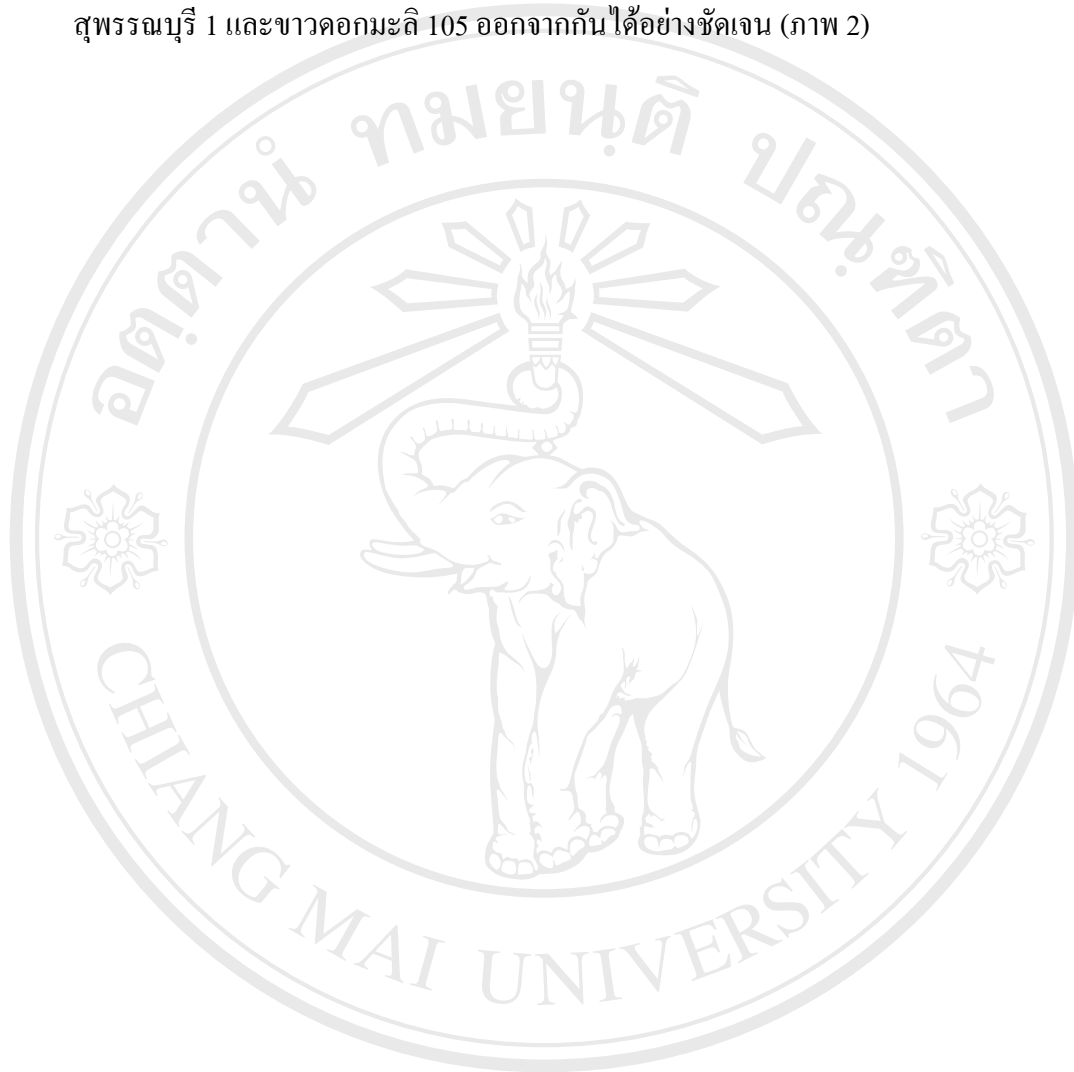 สุพรรณบุรี 1 และขาวดอกมะลิ 105 ออกจากกันได้อย่างชัดเจน (ภาพ 2)
อตฺตานํ ทมยนฺติ ปณฺฑิตา
CHIANG MAI UNIVERSITY 1964